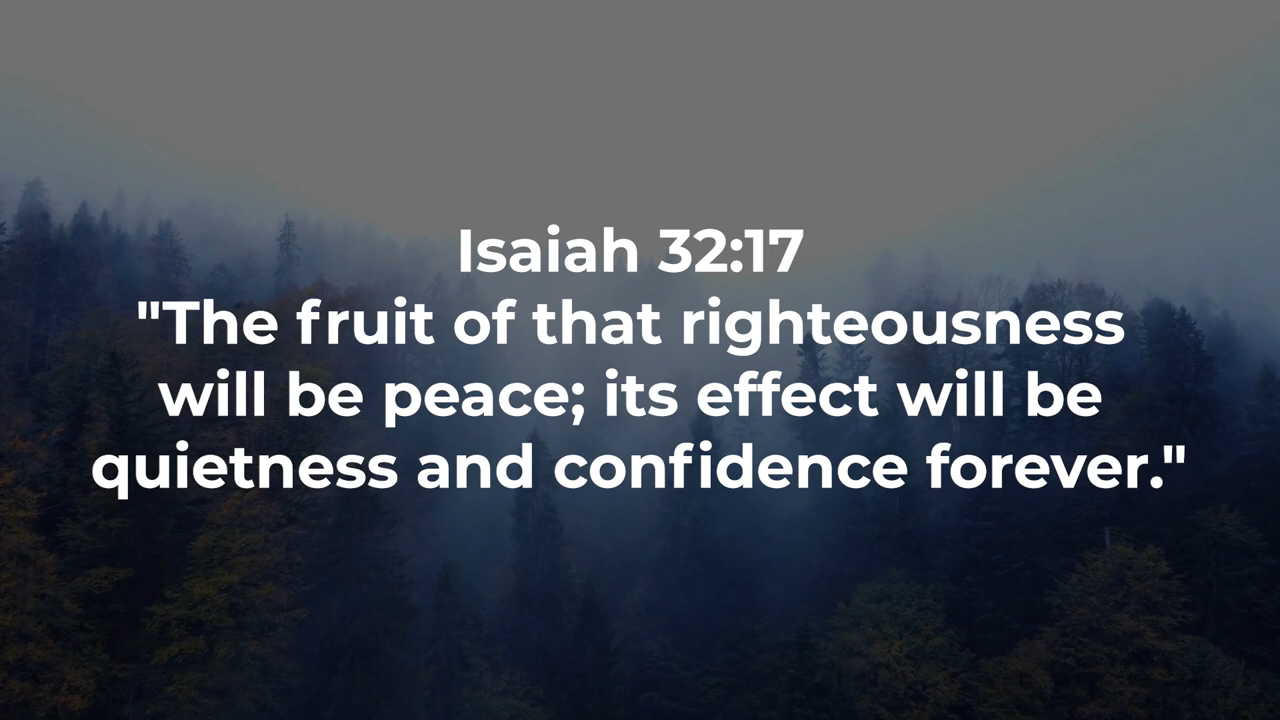 Isaiah 32:17
"The fruit of that righteousness
will be peace; its effect will be
quietness and confidence forever."